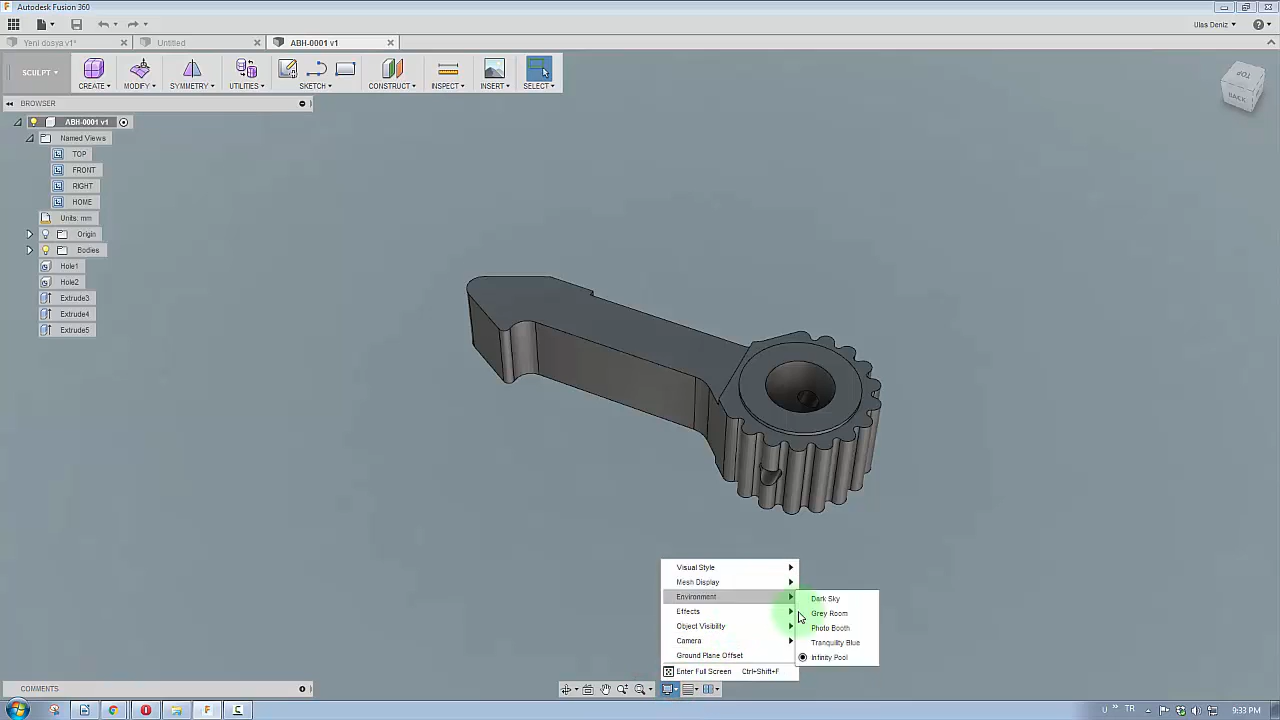 Autodesk Fusion 360
Ulas Deniz
Yeni dosya v1*
Untitled
ABH-0001 v1
SCULPT
CREATE
MODIFY
SYMMETRY
UTILITIES
SKETCH
CONSTRUCT
INSPECT
INSERT
SELECT
TOP
BACK
BROWSER
ABH-0001 v1
Named Views
TOP
FRONT
RIGHT
HOME
Units: mm
Origin
Bodies
Hole1
Hole2
Extrude3
Extrude4
Extrude5
Visual Style
Mesh Display
Environment
Effects
Object Visibility
Camera
Ground Plane Offset
Enter Full Screen Ctrl+Shift+F
Dark Sky
Grey Room
Photo Booth
Tranquility Blue
Infinity Pool
COMMENTS
TR
9:33 PM